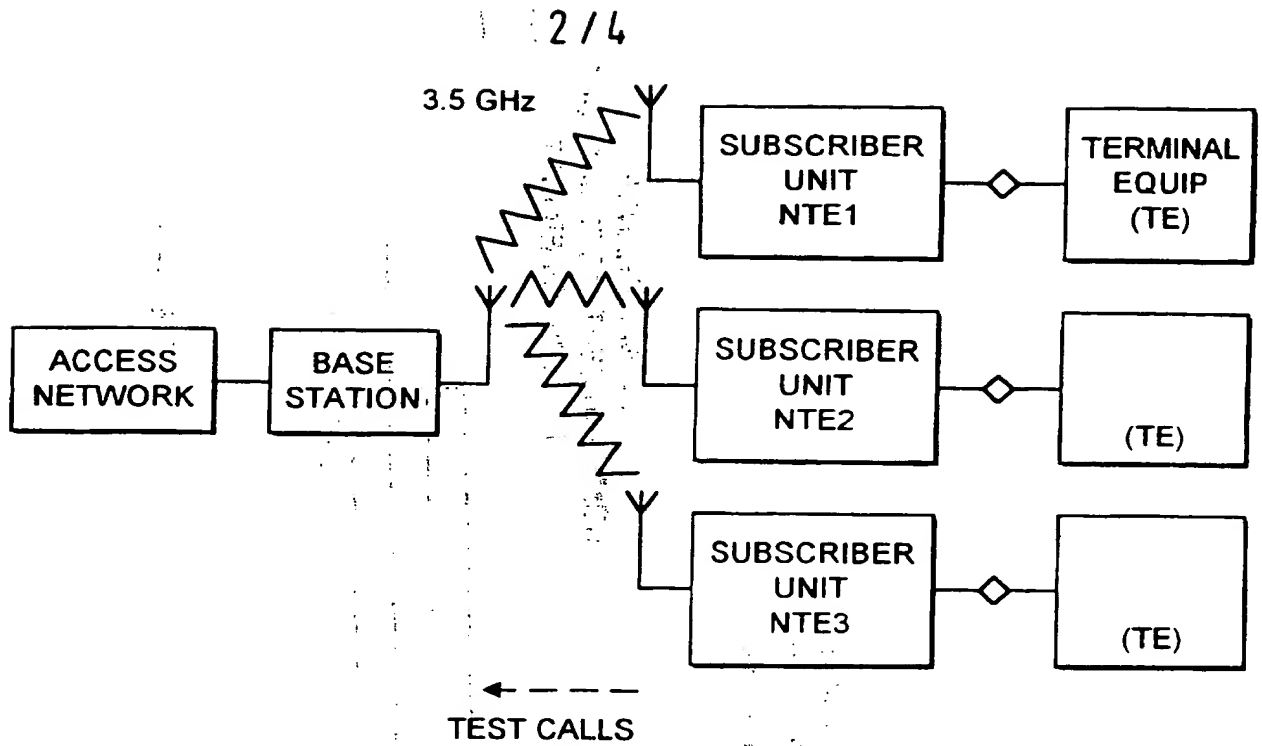 2 / 4
3.5 GHz
SUBSCRIBER
UNIT
NTE1
TERMINAL
EQUIP
(TE)
ACCESS
NETWORK
BASE
STATION
SUBSCRIBER
UNIT
NTE2
(TE)
SUBSCRIBER
UNIT
NTE3
(TE)
TEST CALLS